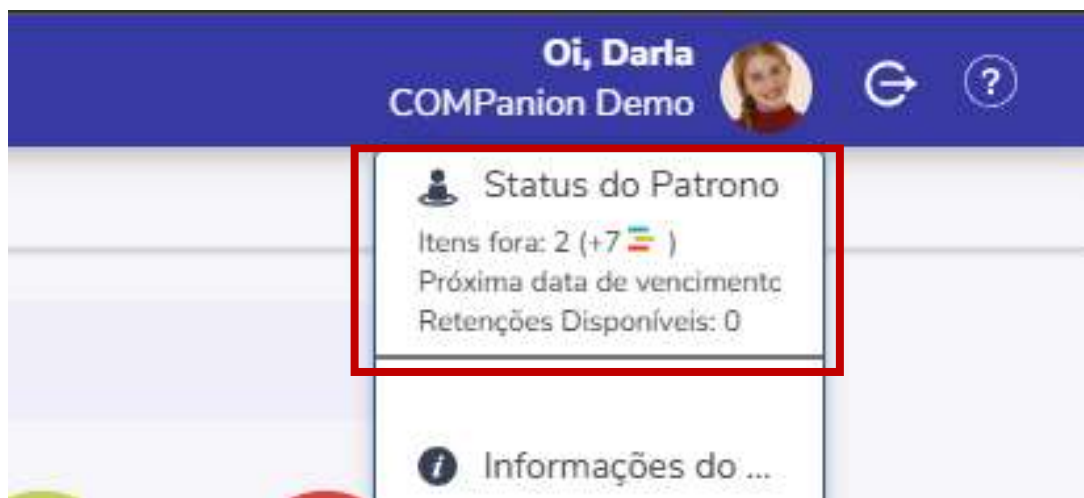 Oi, Darla
COMPanion Demo
?
Status do Patrono
Itens fora: 2 (+7 )
Próxima data de vencimento
Retenções Disponíveis: 0
i Informações do ...